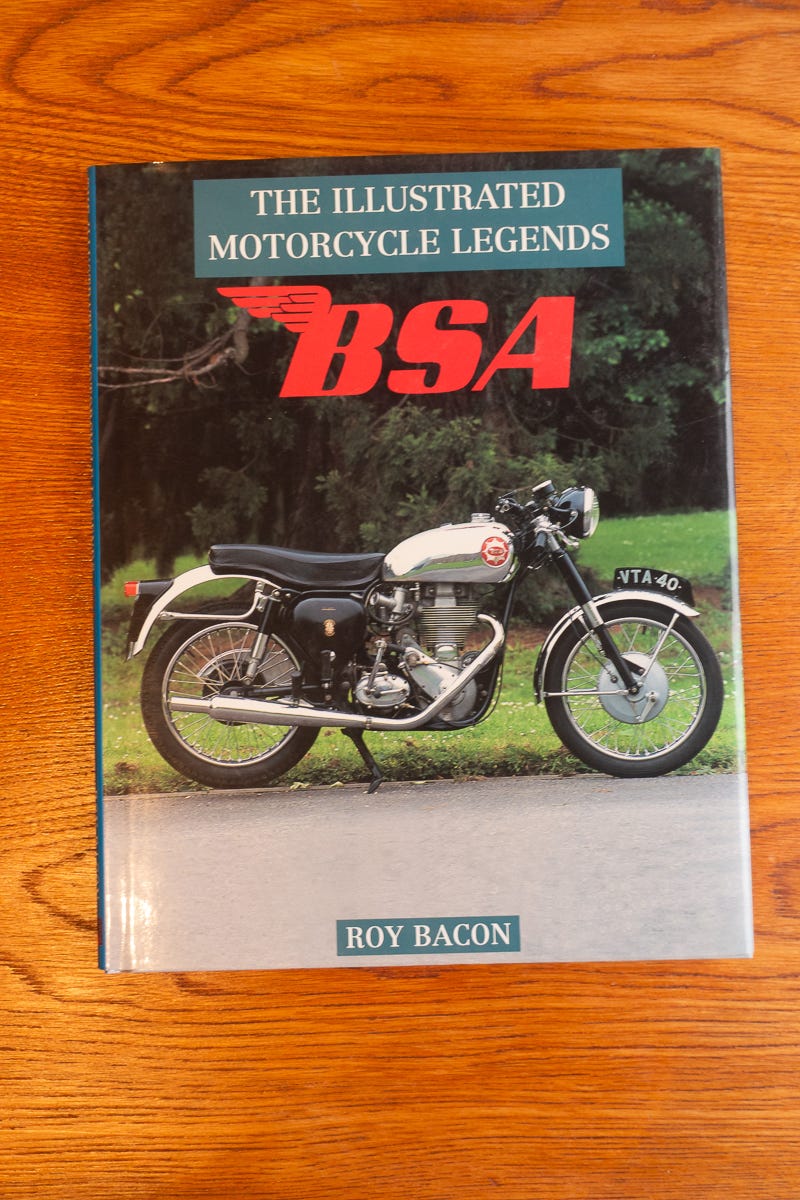 THE ILLUSTRATED
MOTORCYCLE LEGENDS
BSA
VTA 40
ROY BACON